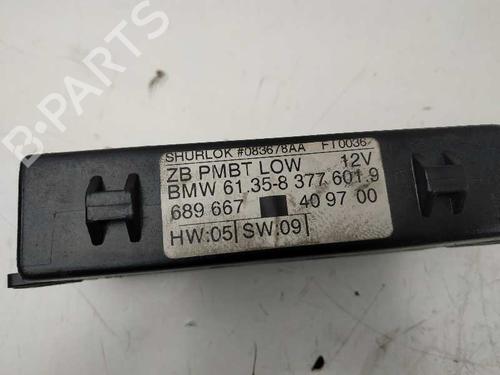 SHURLOK #083678AA FT0036
ZB PMBT LOW 12V
BMW 61.35-8 377 601.9
689 667 40 97 00
HW:05 SW:09
B-PARTS